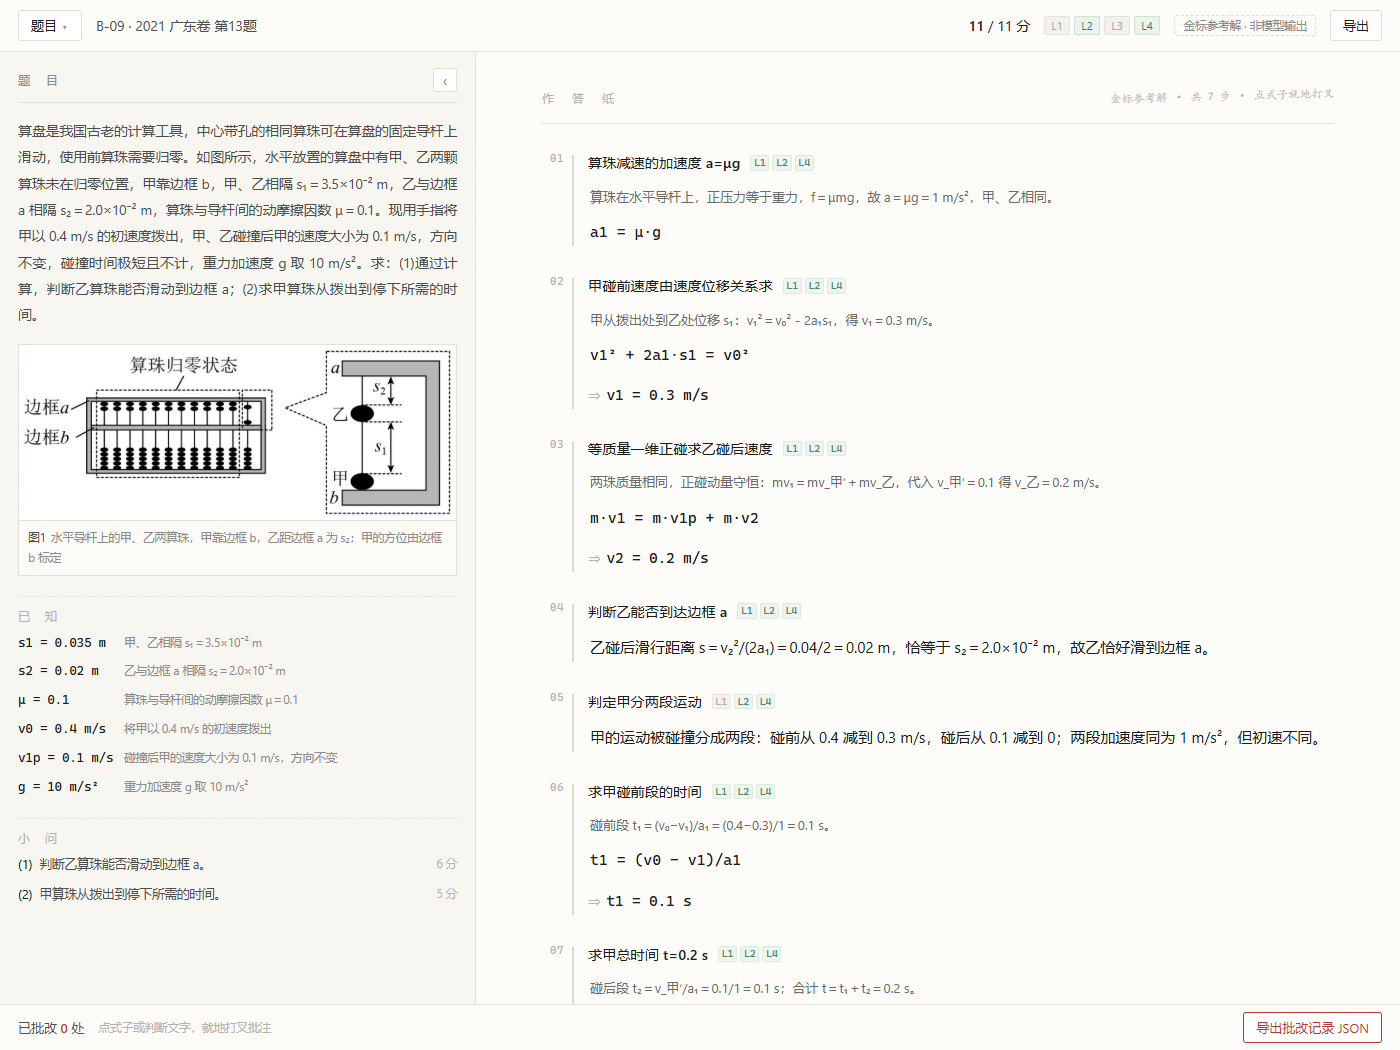 题目
B-09 · 2021 广东卷 第13题
11 / 11 分
L1 L2 L3 L4
金标参考解 · 非模型输出
导出
题 目
‹
算盘是我国古老的计算工具，中心带孔的相同算珠可在算盘的固定导杆上
滑动，使用前算珠需要归零。如图所示，水平放置的算盘中有甲、乙两颗
算珠未在归零位置，甲靠边框 b，甲、乙相隔 s₁＝3.5×10⁻² m，乙与边框
a 相隔 s₂＝2.0×10⁻² m，算珠与导杆间的动摩擦因数 μ＝0.1。现用手指将
甲以 0.4 m/s 的初速度拨出，甲、乙碰撞后甲的速度大小为 0.1 m/s，方向
不变，碰撞时间极短且不计，重力加速度 g 取 10 m/s²。求：(1)通过计
算，判断乙算珠能否滑动到边框 a；(2)求甲算珠从拨出到停下所需的时
间。
算珠归零状态
边框a
边框b
a
s₂
乙
s₁
甲
b
图1 水平导杆上的甲、乙两算珠，甲靠边框 b，乙距边框 a 为 s₂；甲的方位由边框
b 标定
已 知
s1 = 0.035 m 甲、乙相隔 s₁＝3.5×10⁻² m
s2 = 0.02 m 乙与边框 a 相隔 s₂＝2.0×10⁻² m
μ = 0.1 算珠与导杆间的动摩擦因数 μ＝0.1
v0 = 0.4 m/s 将甲以 0.4 m/s 的初速度拨出
v1p = 0.1 m/s 碰撞后甲的速度大小为 0.1 m/s，方向不变
g = 10 m/s² 重力加速度 g 取 10 m/s²
小 问
(1) 判断乙算珠能否滑动到边框 a。 6 分
(2) 甲算珠从拨出到停下所需的时间。 5 分
作 答 纸
金标参考解 • 共 7 步 • 点式子就地打叉
01 算珠减速的加速度 a=μg L1 L2 L4
算珠在水平导杆上，正压力等于重力，f＝μmg，故 a＝μg＝1 m/s²，甲、乙相同。
a1 = μ·g
02 甲碰前速度由速度位移关系求 L1 L2 L4
甲从拨出处到乙处位移 s₁：v₁²＝v₀² - 2a₁s₁，得 v₁＝0.3 m/s。
v1² + 2a1·s1 = v0²
⇒ v1 = 0.3 m/s
03 等质量一维正碰求乙碰后速度 L1 L2 L4
两珠质量相同，正碰动量守恒：mv₁＝mv_甲′＋mv_乙，代入 v_甲′＝0.1 得 v_乙＝0.2 m/s。
m·v1 = m·v1p + m·v2
⇒ v2 = 0.2 m/s
04 判断乙能否到达边框 a L1 L2 L4
乙碰后滑行距离 s＝v₂²/(2a₁)＝0.04/2＝0.02 m，恰等于 s₂＝2.0×10⁻² m，故乙恰好滑到边框 a。
05 判定甲分两段运动 L1 L2 L4
甲的运动被碰撞分成两段：碰前从 0.4 减到 0.3 m/s，碰后从 0.1 减到 0；两段加速度同为 1 m/s²，但初速不同。
06 求甲碰前段的时间 L1 L2 L4
碰前段 t₁＝(v₀−v₁)/a₁＝(0.4−0.3)/1＝0.1 s。
t1 = (v0 − v1)/a1
⇒ t1 = 0.1 s
07 求甲总时间 t=0.2 s L1 L2 L4
碰后段 t₂＝v_甲′/a₁＝0.1/1＝0.1 s；合计 t＝t₁＋t₂＝0.2 s。
已批改 0 处 点式子或判断文字，就地打叉批注
导出批改记录 JSON